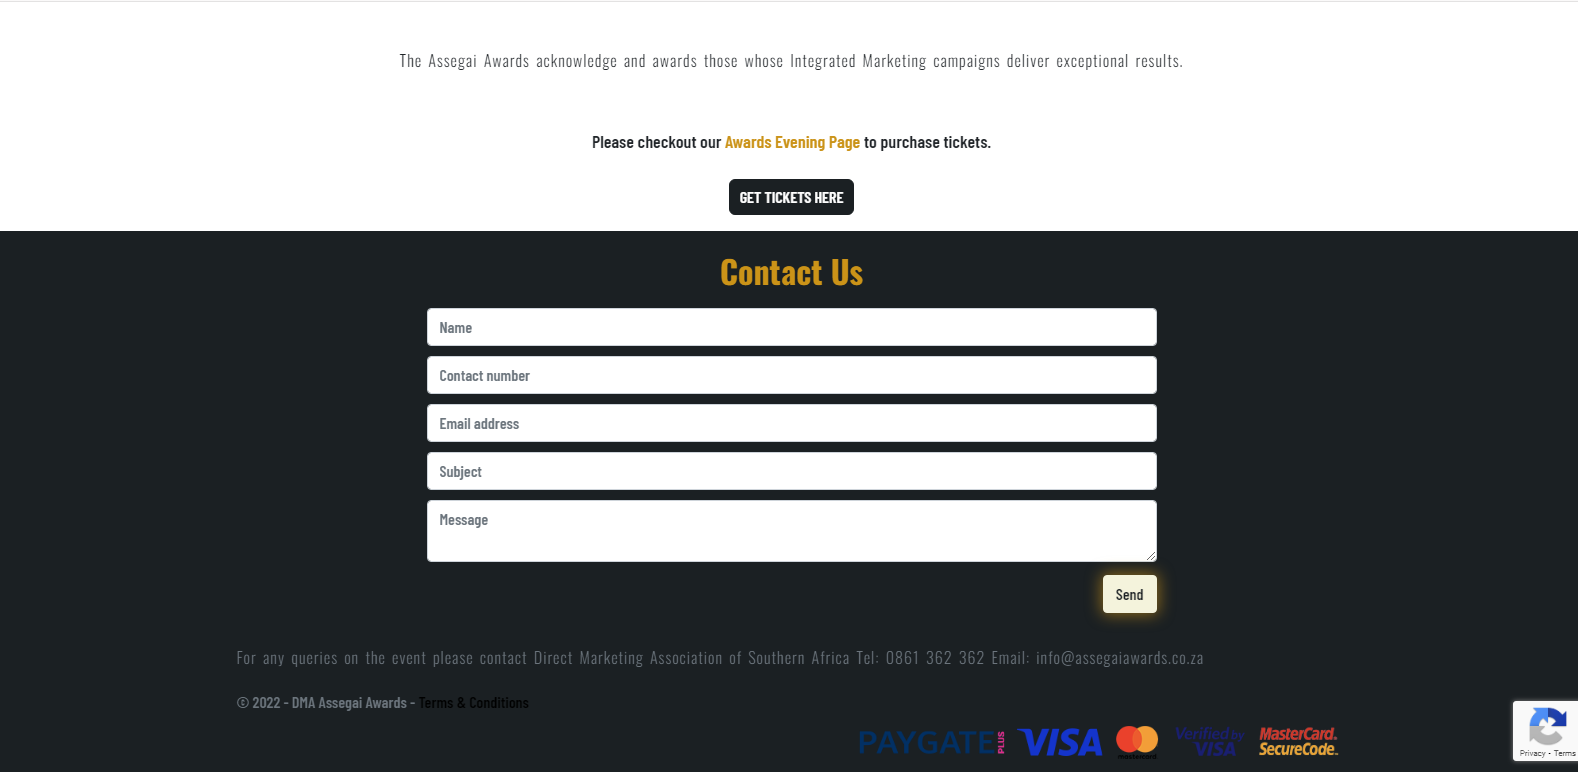 The Assegai Awards acknowledge and awards those whose Integrated Marketing campaigns deliver exceptional results.
Please checkout our Awards Evening Page to purchase tickets.
GET TICKETS HERE
Contact Us
Name
Contact number
Email address
Subject
Message
Send
For any queries on the event please contact Direct Marketing Association of Southern Africa Tel: 0861 362 362 Email: info@assegaiawards.co.za
© 2022 - DMA Assegai Awards - Terms & Conditions
PAYGATE PLUS VISA mastercard Verified by VISA MasterCard. SecureCode.
Privacy - Terms